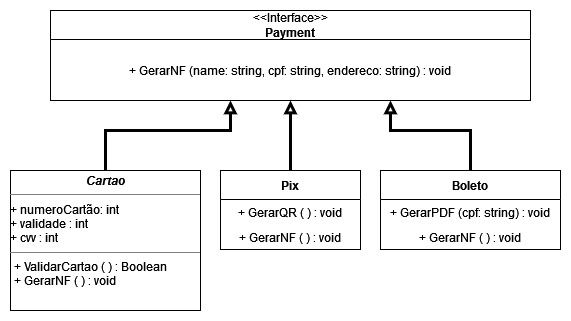 <<Interface>>
Payment
+ GerarNF (name: string, cpf: string, endereco: string) : void
Cartao
+ numeroCartão: int
+ validade : int
+ cvv : int
+ ValidarCartao ( ) : Boolean
+ GerarNF ( ) : void
Pix
+ GerarQR ( ) : void
+ GerarNF ( ) : void
Boleto
+ GerarPDF (cpf: string) : void
+ GerarNF ( ) : void